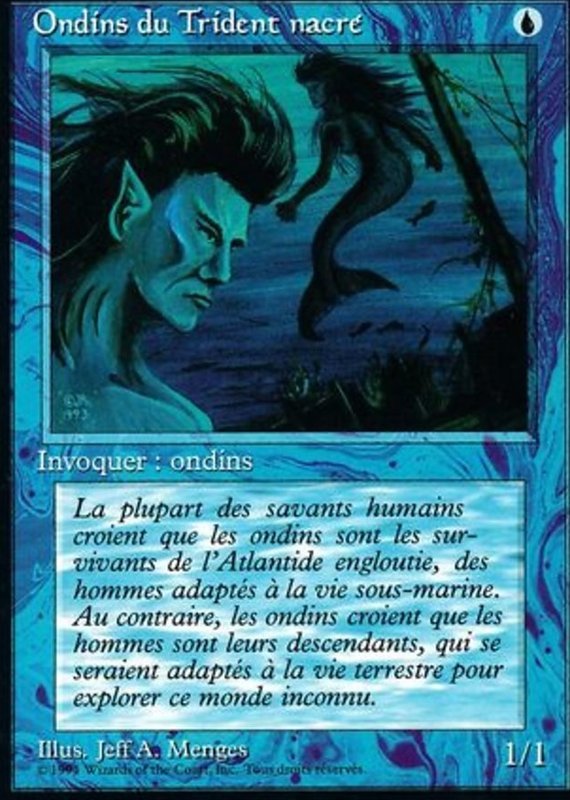 Ondins du Trident nacré
©JM
1993
Invoquer : ondins
La plupart des savants humains
croient que les ondins sont les sur-
vivants de l'Atlantide engloutie, des
hommes adaptés à la vie sous-marine.
Au contraire, les ondins croient que les
hommes sont leurs descendants, qui se
seraient adaptés à la vie terrestre pour
explorer ce monde inconnu.
Illus. Jeff A. Menges
1/1
Wizards of the Coast, Inc. Tous droits réservés.